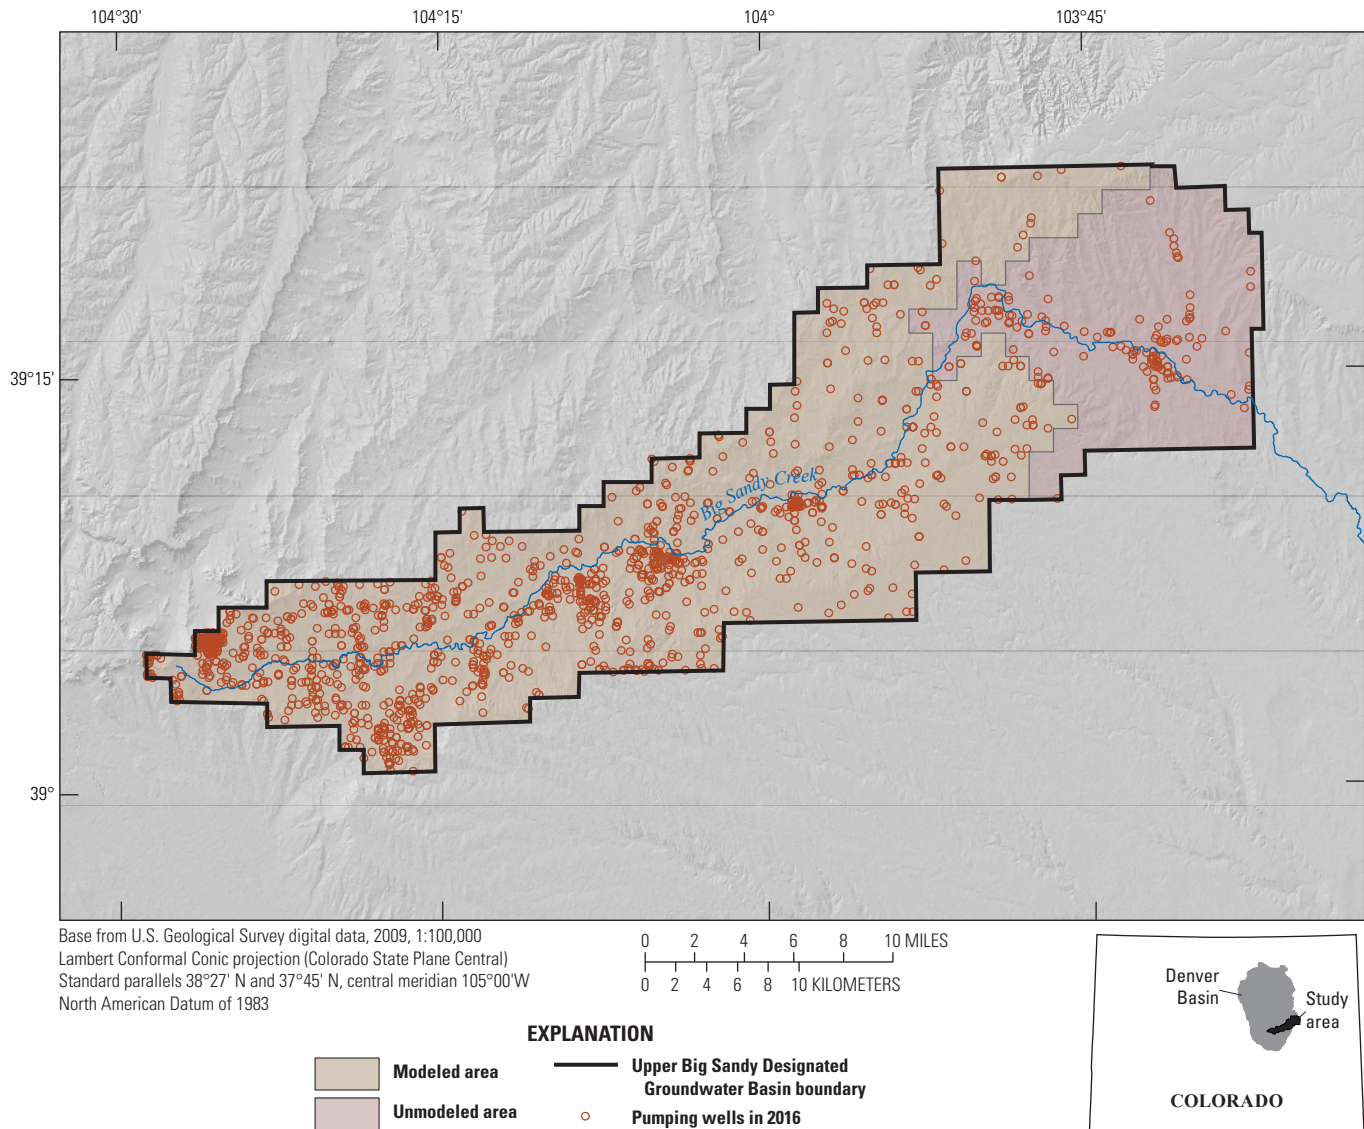 104°30'
104°15'
104°
103°45'
39°15'
39°
Big Sandy Creek
Base from U.S. Geological Survey digital data, 2009, 1:100,000
Lambert Conformal Conic projection (Colorado State Plane Central)
Standard parallels 38°27' N and 37°45' N, central meridian 105°00'W
North American Datum of 1983
0 2 4 6 8 10 MILES
0 2 4 6 8 10 KILOMETERS
Denver
Basin
Study
area
COLORADO
EXPLANATION
Modeled area
Unmodeled area
Upper Big Sandy Designated
Groundwater Basin boundary
Pumping wells in 2016